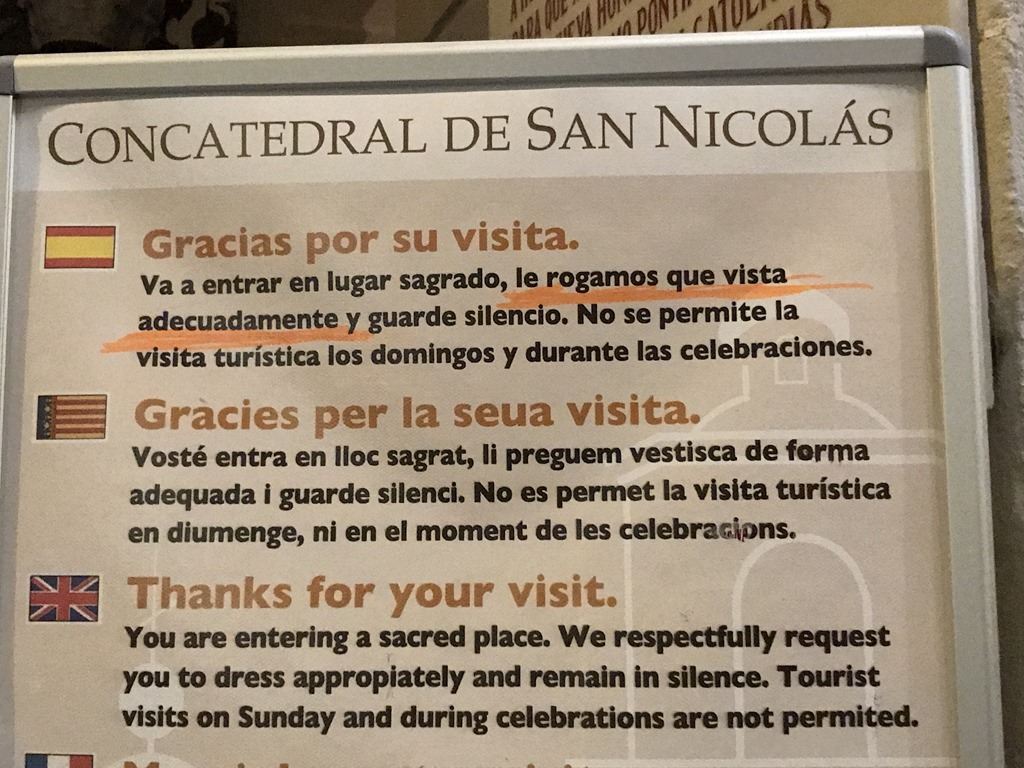 PARA QUE
NUEVA
CATÓLIC
CONCATEDRAL DE SAN NICOLÁS
Gracias por su visita.
Va a entrar en lugar sagrado, le rogamos que vista
adecuadamente y guarde silencio. No se permite la
visita turística los domingos y durante las celebraciones.
Gràcies per la seua visita.
Vosté entra en lloc sagrat, li preguem vestisca de forma
adequada i guarde silenci. No es permet la visita turística
en diumenge, ni en el moment de les celebracions.
Thanks for your visit.
You are entering a sacred place. We respectfully request
you to dress appropiately and remain in silence. Tourist
visits on Sunday and during celebrations are not permited.